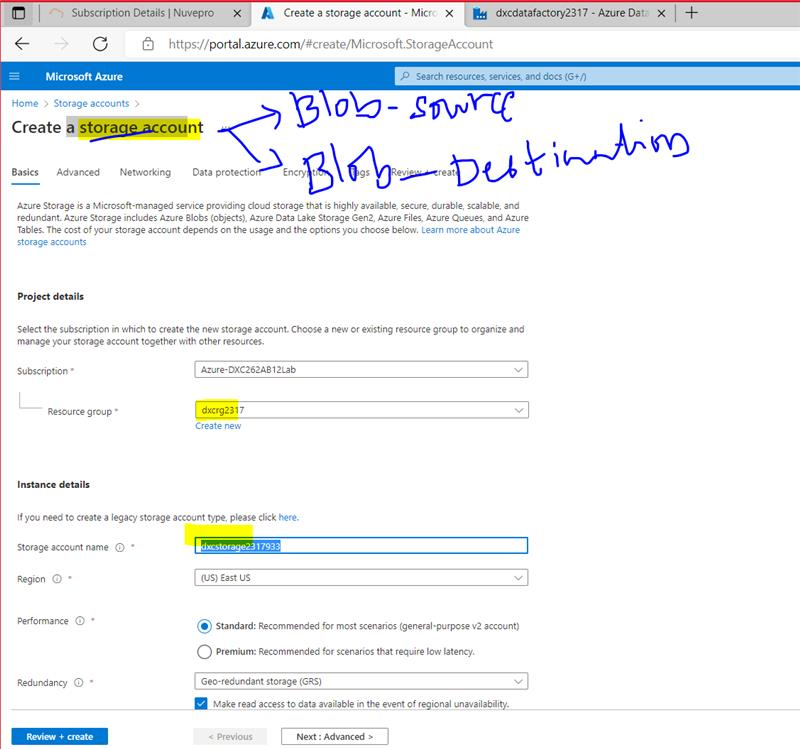 Subscription Details | Nuvepro
Create a storage account - Micro
dxcdatafactory2317 - Azure Data
https://portal.azure.com/#create/Microsoft.StorageAccount
Microsoft Azure
Search resources, services, and docs (G+/)
Home > Storage accounts >
Blob - source
Create a storage account
Blob - Destination
Basics Advanced Networking Data protection Encryption Tags Review + create
Azure Storage is a Microsoft-managed service providing cloud storage that is highly available, secure, durable, scalable, and
redundant. Azure Storage includes Azure Blobs (objects), Azure Data Lake Storage Gen2, Azure Files, Azure Queues, and Azure
Tables. The cost of your storage account depends on the usage and the options you choose below. Learn more about Azure
storage accounts
Project details
Select the subscription in which to create the new storage account. Choose a new or existing resource group to organize and
manage your storage account together with other resources.
Subscription *
Azure-DXC262AB12Lab
Resource group *
dxcrg2317
Create new
Instance details
If you need to create a legacy storage account type, please click here.
Storage account name *
dxcstorage2317933
Region *
(US) East US
Performance *
Standard: Recommended for most scenarios (general-purpose v2 account)
Premium: Recommended for scenarios that require low latency.
Redundancy *
Geo-redundant storage (GRS)
Make read access to data available in the event of regional unavailability.
Review + create
< Previous
Next : Advanced >